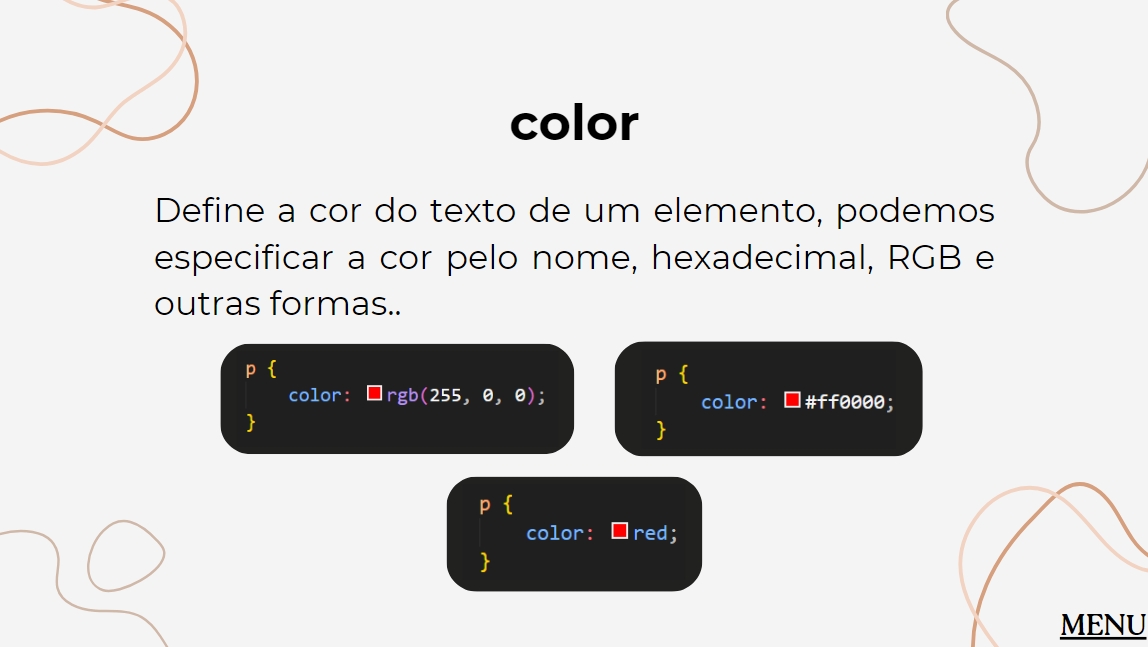 color
Define a cor do texto de um elemento, podemos
especificar a cor pelo nome, hexadecimal, RGB e
outras formas..
p {
color: rgb(255, 0, 0);
}
p {
color: #ff0000;
}
p {
color: red;
}
MENU